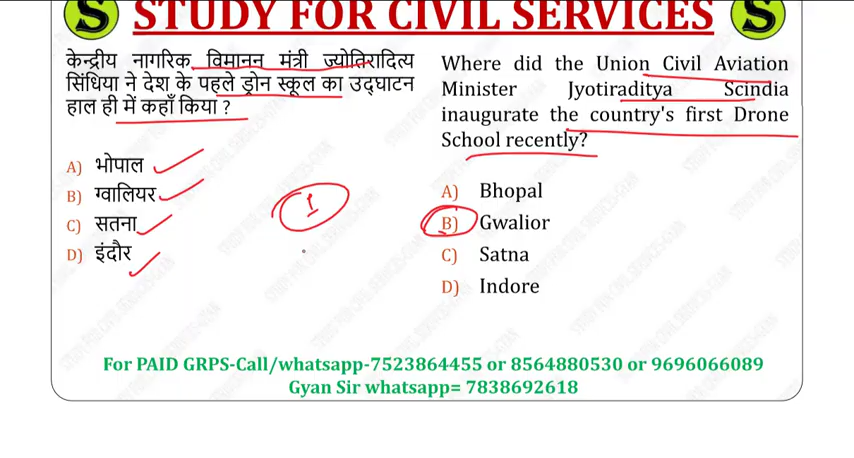 S STUDY FOR CIVIL SERVICES S
केन्द्रीय नागरिक विमानन मंत्री ज्योतिरादित्य
सिंधिया ने देश के पहले ड्रोन स्कूल का उद्घाटन
हाल ही में कहाँ किया ?
A) भोपाल
B) ग्वालियर
C) सतना
D) इंदौर
1
Where did the Union Civil Aviation
Minister Jyotiraditya Scindia
inaugurate the country's first Drone
School recently?
A) Bhopal
B) Gwalior
C) Satna
D) Indore
For PAID GRPS-Call/whatsapp-7523864455 or 8564880530 or 9696066089
Gyan Sir whatsapp= 7838692618